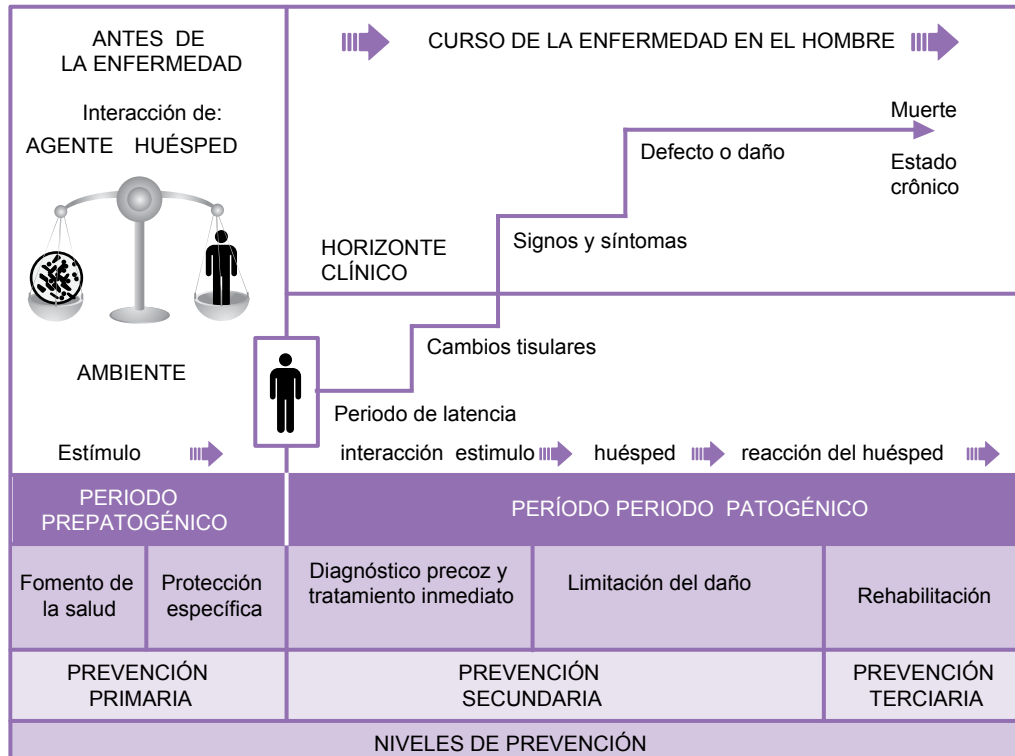 ANTES DE
LA ENFERMEDAD
Interacción de:
AGENTE HUÉSPED
AMBIENTE
Estímulo
CURSO DE LA ENFERMEDAD EN EL HOMBRE
Muerte
Defecto o daño
Estado
crônico
Signos y síntomas
HORIZONTE
CLÍNICO
Cambios tisulares
Periodo de latencia
interacción estimulo huésped reacción del huésped
PERIODO
PREPATOGÉNICO
PERÍODO PERIODO PATOGÉNICO
Fomento de
la salud
Protección
específica
Diagnóstico precoz y
tratamiento inmediato
Limitación del daño
Rehabilitación
PREVENCIÓN
PRIMARIA
PREVENCIÓN
SECUNDARIA
PREVENCIÓN
TERCIARIA
NIVELES DE PREVENCIÓN